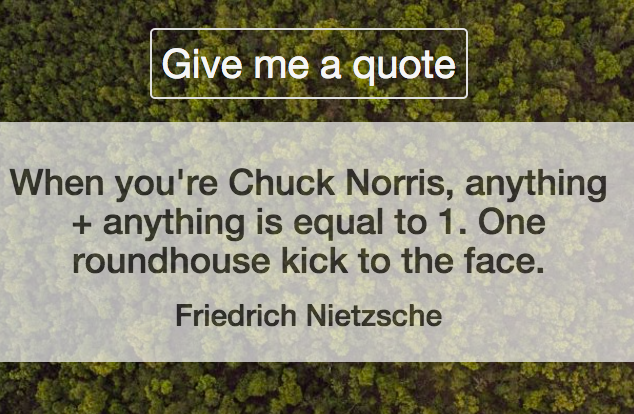 Give me a quote
When you're Chuck Norris, anything
+ anything is equal to 1. One
roundhouse kick to the face.
Friedrich Nietzsche